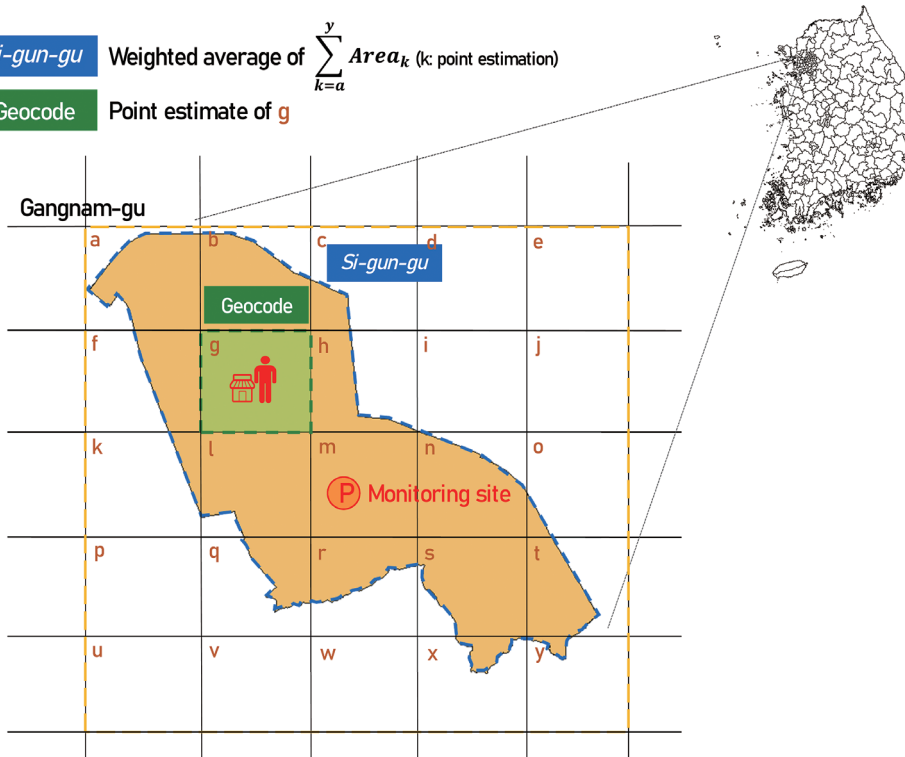 i-gun-gu Weighted average of ∑ y k=a Area k (k: point estimation)
Geocode Point estimate of g
Gangnam-gu
a b c d e
Si-gun-gu
Geocode
f g h i j
k l m n o
P Monitoring site
p q r s t
u v w x y